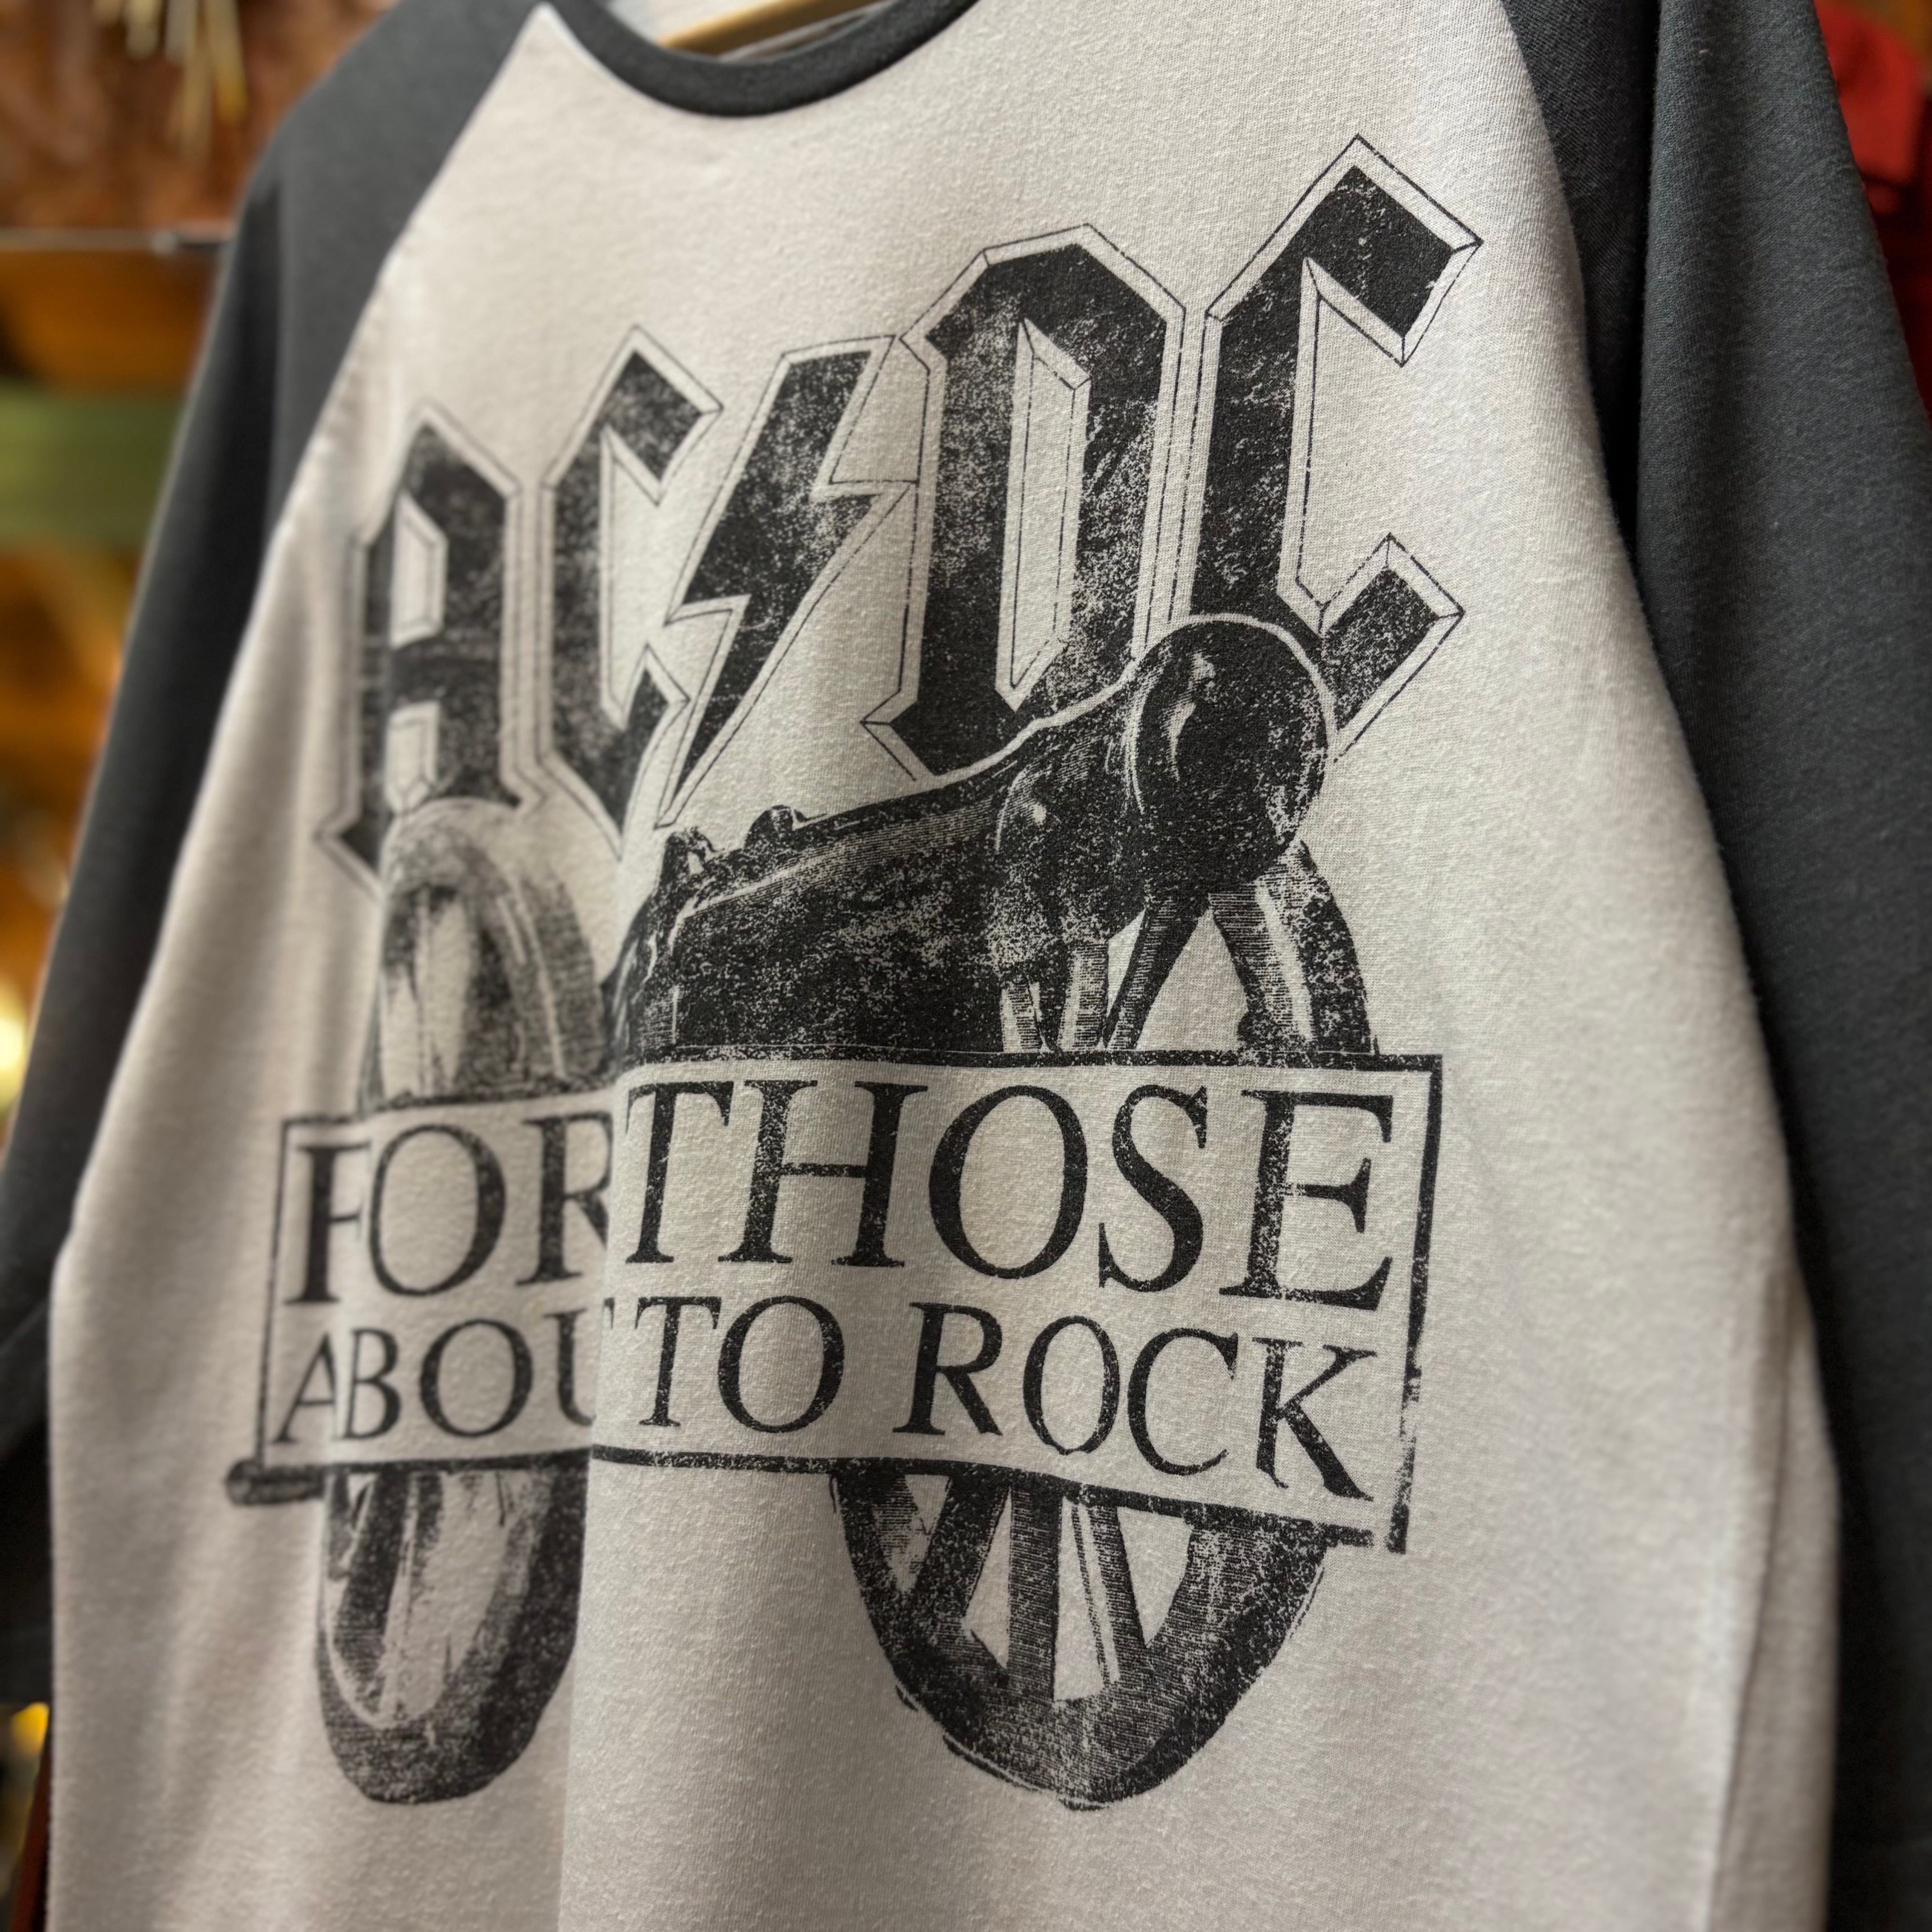 AC/DC
FOR THOSE
ABOUT TO ROCK